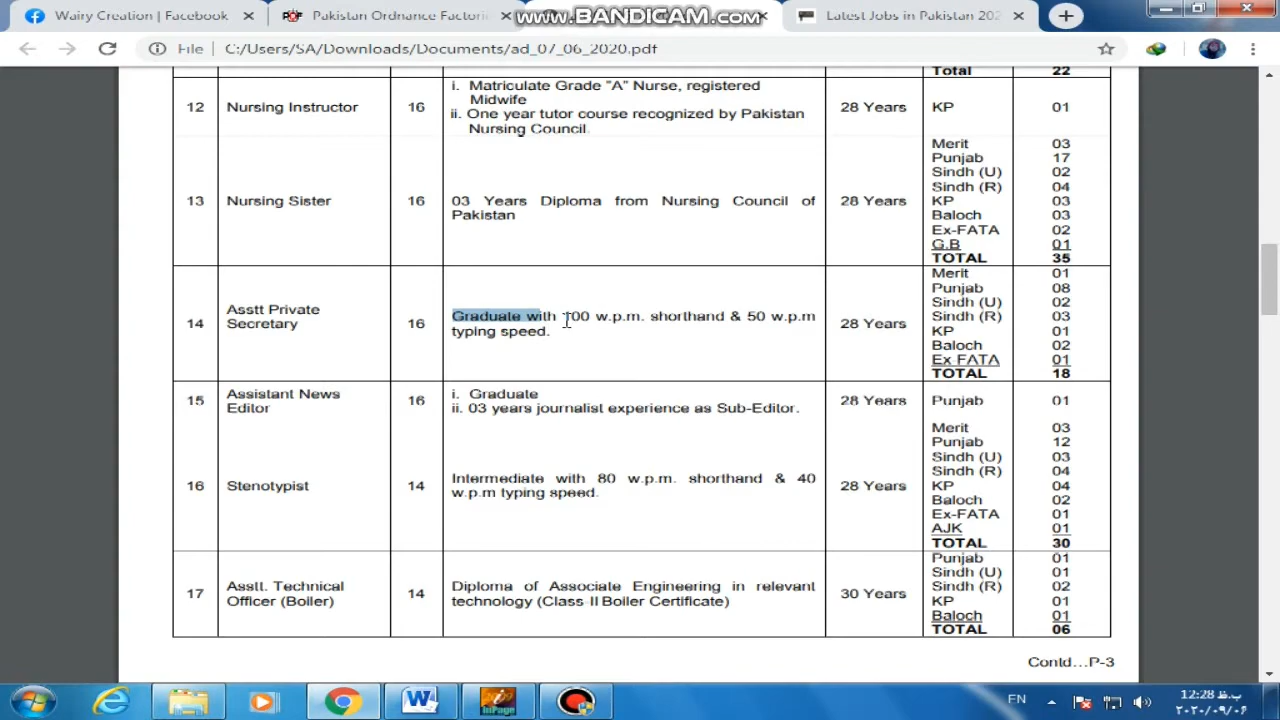 Wairy Creation | Facebook
Pakistan Ordnance Factorie
www.BANDICAM.com
Latest Jobs in Pakistan 202
File C:/Users/SA/Downloads/Documents/ad_07_06_2020.pdf
Total 22
12 Nursing Instructor 16 i. Matriculate Grade "A" Nurse, registered
Midwife
ii. One year tutor course recognized by Pakistan
Nursing Council.
28 Years KP 01
13 Nursing Sister 16 03 Years Diploma from Nursing Council of
Pakistan
28 Years
Merit 03
Punjab 17
Sindh (U) 02
Sindh (R) 04
KP 03
Baloch 03
Ex-FATA 02
G.B 01
TOTAL 35
14 Asstt Private
Secretary
16 Graduate with 100 w.p.m. shorthand & 50 w.p.m
typing speed.
28 Years
Merit 01
Punjab 08
Sindh (U) 02
Sindh (R) 03
KP 01
Baloch 02
Ex FATA 01
TOTAL 18
15 Assistant News
Editor
16 i. Graduate
ii. 03 years journalist experience as Sub-Editor.
28 Years Punjab 01
16 Stenotypist 14 Intermediate with 80 w.p.m. shorthand & 40
w.p.m typing speed.
28 Years
Merit 03
Punjab 12
Sindh (U) 03
Sindh (R) 04
KP 04
Baloch 02
Ex-FATA 01
AJK 01
TOTAL 30
17 Asstt. Technical
Officer (Boiler)
14 Diploma of Associate Engineering in relevant
technology (Class-II Boiler Certificate)
30 Years
Punjab 01
Sindh (U) 01
Sindh (R) 02
KP 01
Baloch 01
TOTAL 06
Contd...P-3
EN
12:28 ب.ظ
۲۰۲۰/۰۹/۰۶